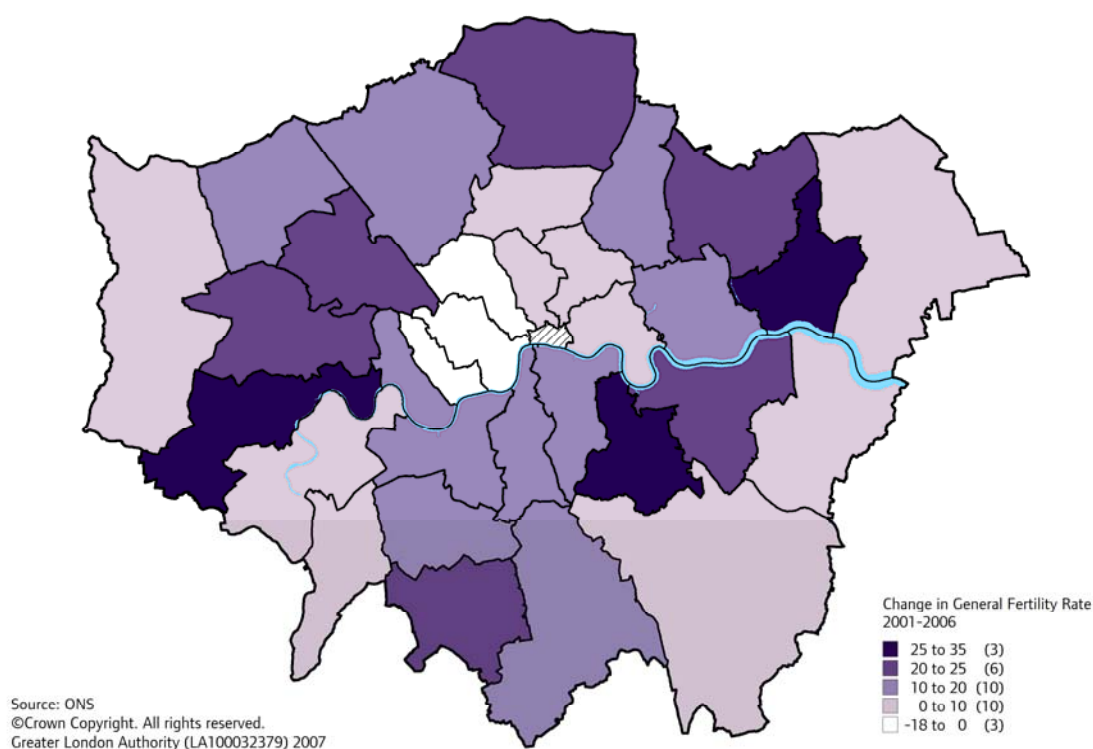 Change in General Fertility Rate
2001-2006
25 to 35 (3)
20 to 25 (6)
10 to 20 (10)
0 to 10 (10)
-18 to 0 (3)
Source: ONS
©Crown Copyright. All rights reserved.
Greater London Authority (LA100032379) 2007